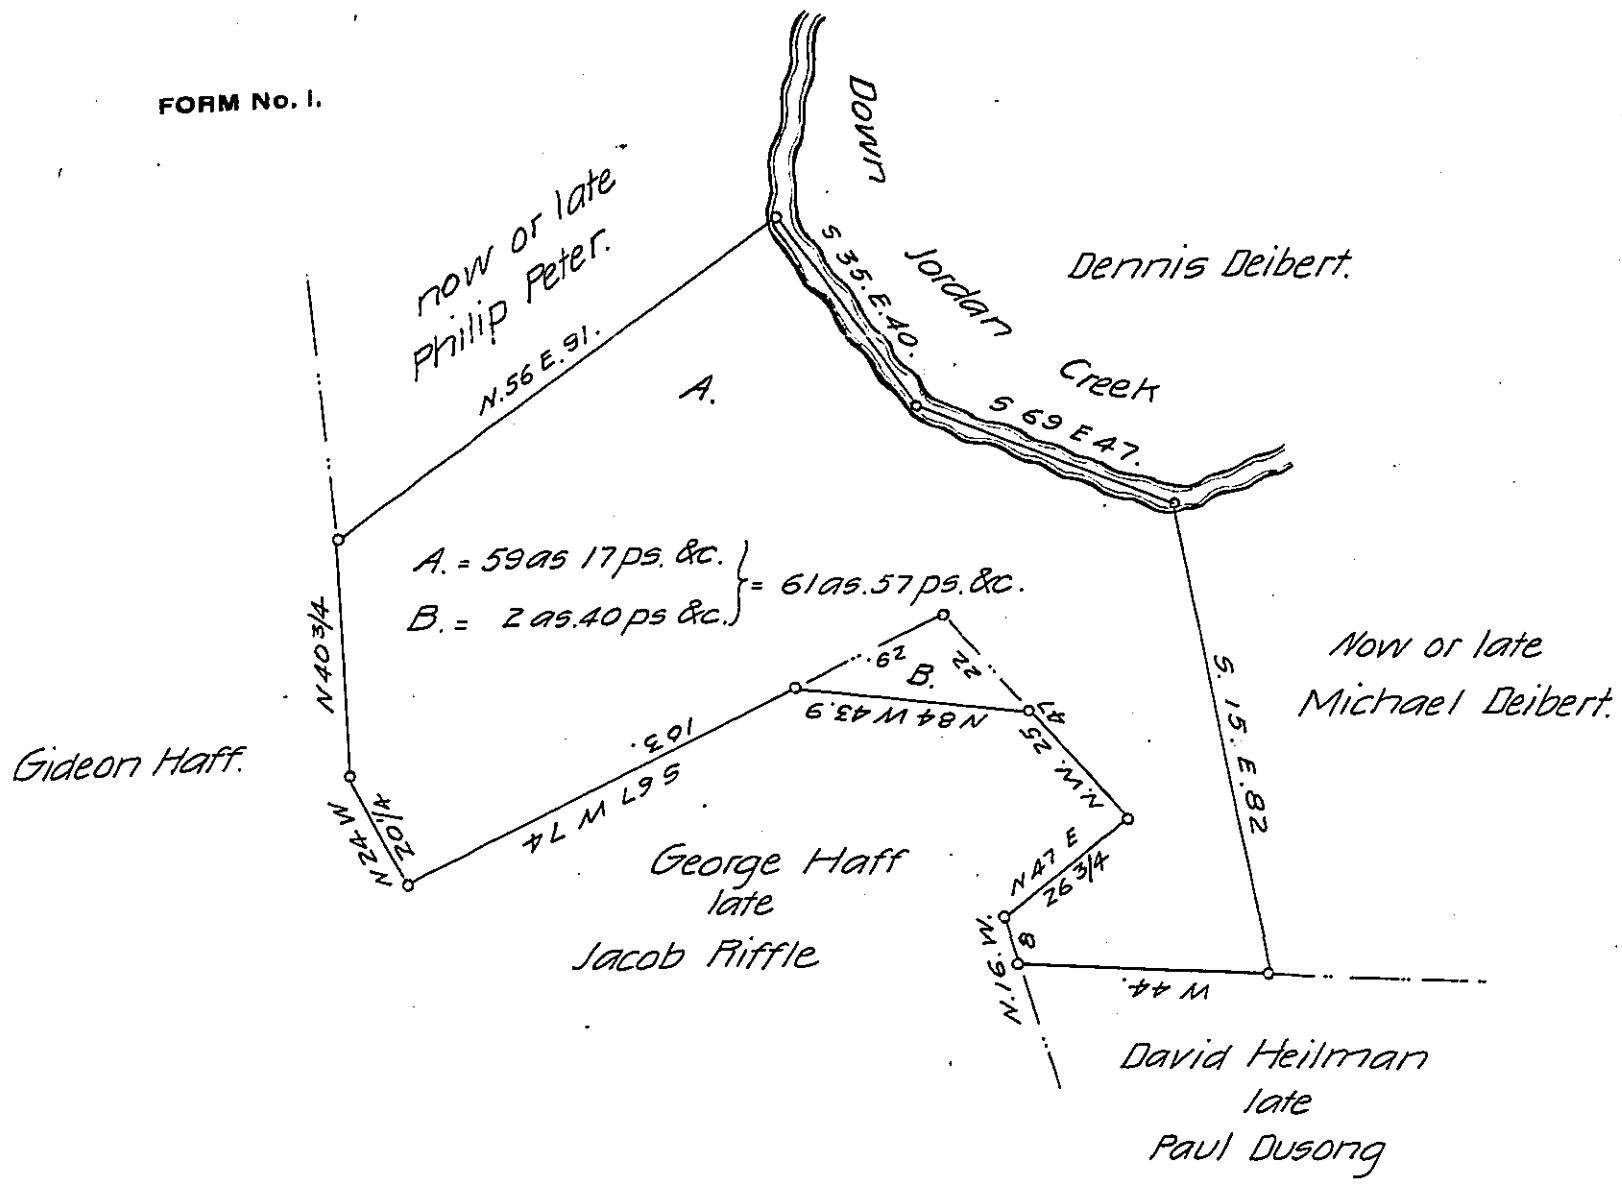 FORM No. 1.
now or late
Philip Peter.
N.56 E.91.
Down
Jordan
Creek
S 35. E. 40.
S 69 E 47.
Dennis Deibert.
A.
A. = 59as 17ps. &c.
B. = 2as.40ps &c.
= 61as.57ps.&c.
N 40 3/4
29
22
B.
N 84 W 43.9
47
25
N.W.
S. 15. E. 82
Now or late
Michael Deibert.
Gideon Haff.
N 24 W
20 1/4
103.
S 67 W 74
George Haff
late
Jacob Riffle
N 47 E
26 3/4
N.16.W.
8
W 44.
David Heilman
late
Paul Dusong